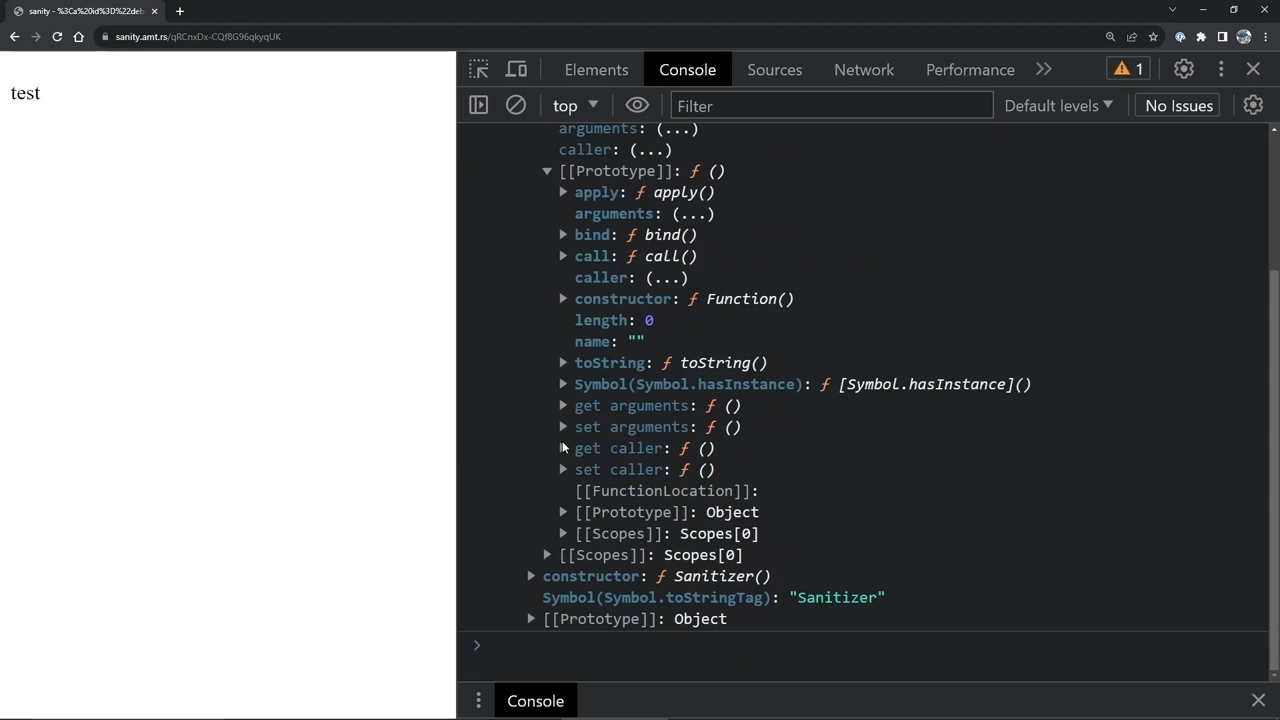 sanity - %3Ca%20id%3D%22deb
sanity.amt.rs/qRCnxDx-CQf8G96qkyqUK
test
Elements
Console
Sources
Network
Performance
1
top
Filter
Default levels
No Issues
arguments: (...)
caller: (...)
[[Prototype]]: ƒ ()
apply: ƒ apply()
arguments: (...)
bind: ƒ bind()
call: ƒ call()
caller: (...)
constructor: ƒ Function()
length: 0
name: ""
toString: ƒ toString()
Symbol(Symbol.hasInstance): ƒ [Symbol.hasInstance]()
get arguments: ƒ ()
set arguments: ƒ ()
get caller: ƒ ()
set caller: ƒ ()
[[FunctionLocation]]:
[[Prototype]]: Object
[[Scopes]]: Scopes[0]
[[Scopes]]: Scopes[0]
constructor: ƒ Sanitizer()
Symbol(Symbol.toStringTag): "Sanitizer"
[[Prototype]]: Object
Console